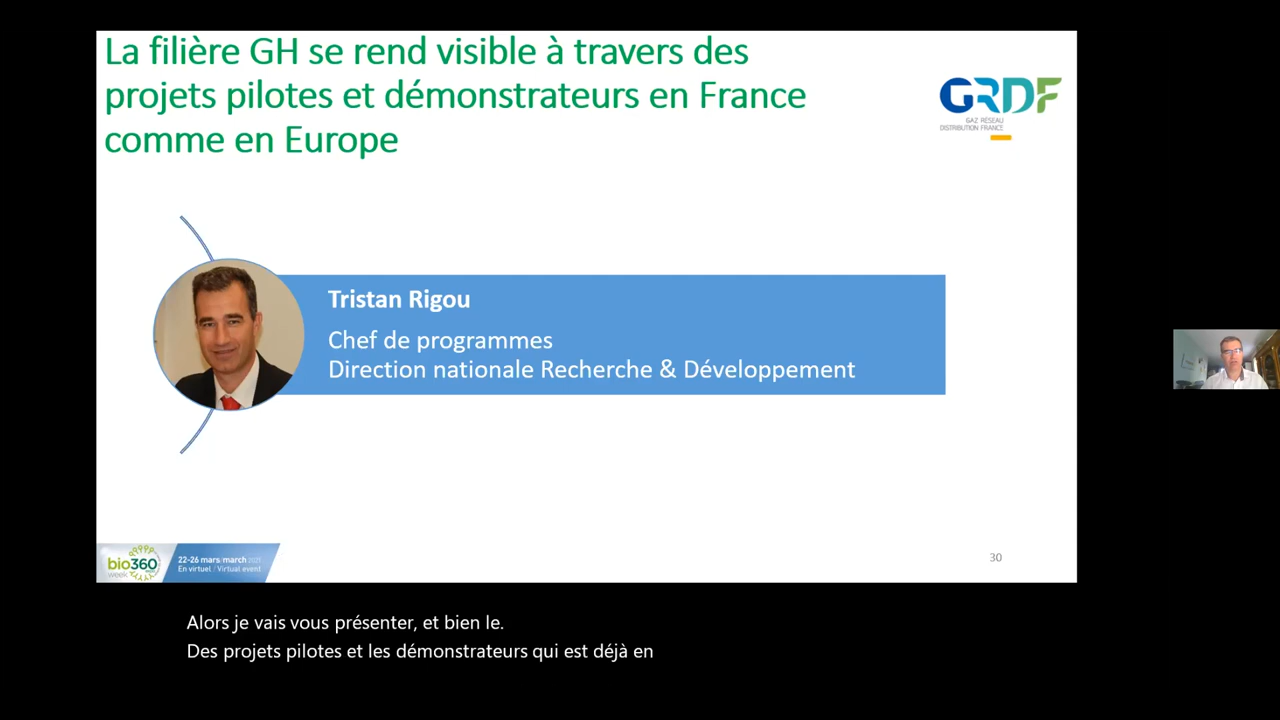 La filière GH se rend visible à travers des
projets pilotes et démonstrateurs en France
comme en Europe
GRDF
GAZ RÉSEAU
DISTRIBUTION FRANCE
Tristan Rigou
Chef de programmes
Direction nationale Recherche & Développement
bio360
week
22-26 mars/march
En virtuel / Virtual event
30
Alors je vais vous présenter, et bien le.
Des projets pilotes et les démonstrateurs qui est déjà en